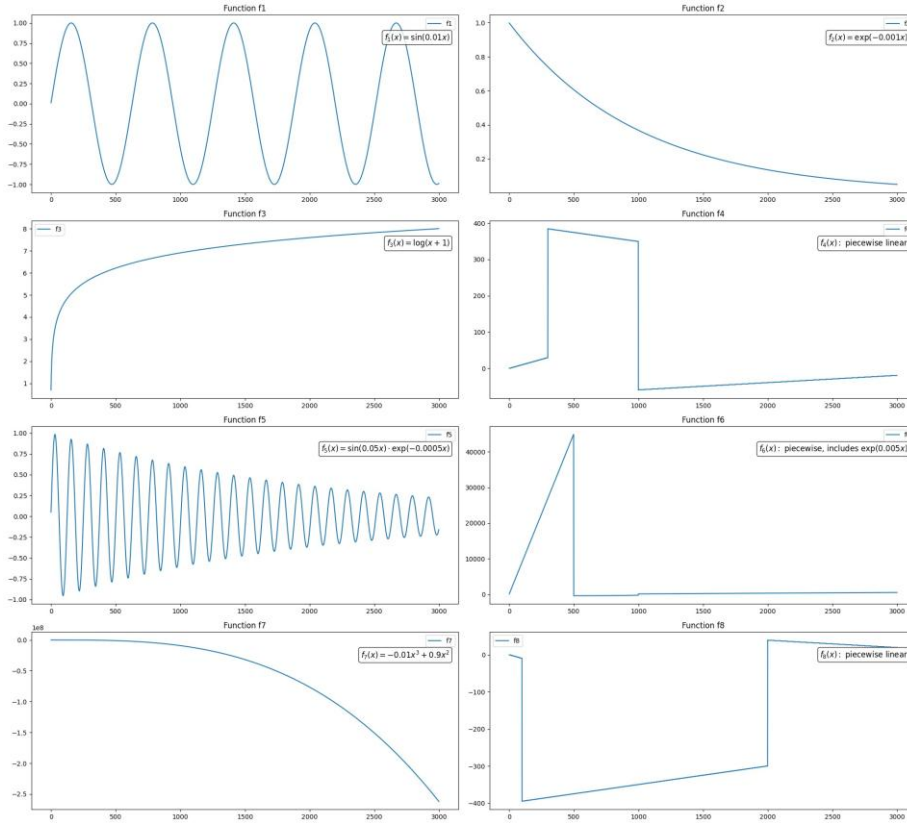 Function f1
f1
f₁(x) = sin(0.01x)
1.00
0.75
0.50
0.25
0.00
−0.25
−0.50
−0.75
−1.00
0 500 1000 1500 2000 2500 3000
Function f2
f₂(x) = exp(−0.001x)
1.0
0.8
0.6
0.4
0.2
0 500 1000 1500 2000 2500 3000
Function f3
f3
f₃(x) = log(x + 1)
8
7
6
5
4
3
2
1
0 500 1000 1500 2000 2500 3000
Function f4
f₄(x) : piecewise linear
400
300
200
100
0
0 500 1000 1500 2000 2500 3000
Function f5
f5
f₅(x) = sin(0.05x) · exp(−0.0005x)
1.00
0.75
0.50
0.25
0.00
−0.25
−0.50
−0.75
−1.00
0 500 1000 1500 2000 2500 3000
Function f6
f₆(x) : piecewise, includes exp(0.005x)
40000
30000
20000
10000
0
0 500 1000 1500 2000 2500 3000
Function f7
1e8
f7
f₇(x) = −0.01x³ + 0.9x²
0.0
−0.5
−1.0
−1.5
−2.0
−2.5
0 500 1000 1500 2000 2500 3000
Function f8
f8
f₈(x) : piecewise linear
0
−100
−200
−300
−400
0 500 1000 1500 2000 2500 3000